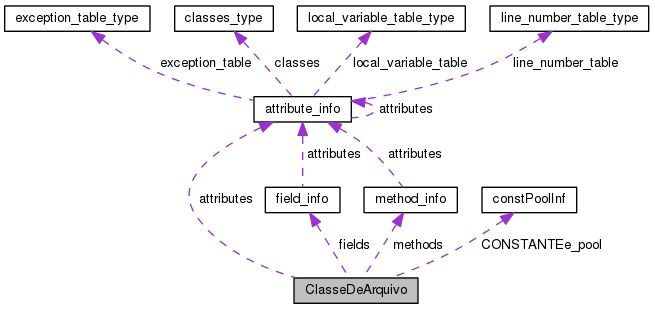 exception_table_type
classes_type
local_variable_table_type
line_number_table_type
exception_table
classes
local_variable_table
line_number_table
attribute_info
attributes
attributes
attributes
attributes
field_info
method_info
constPoolInf
fields
methods
CONSTANTEe_pool
ClasseDeArquivo